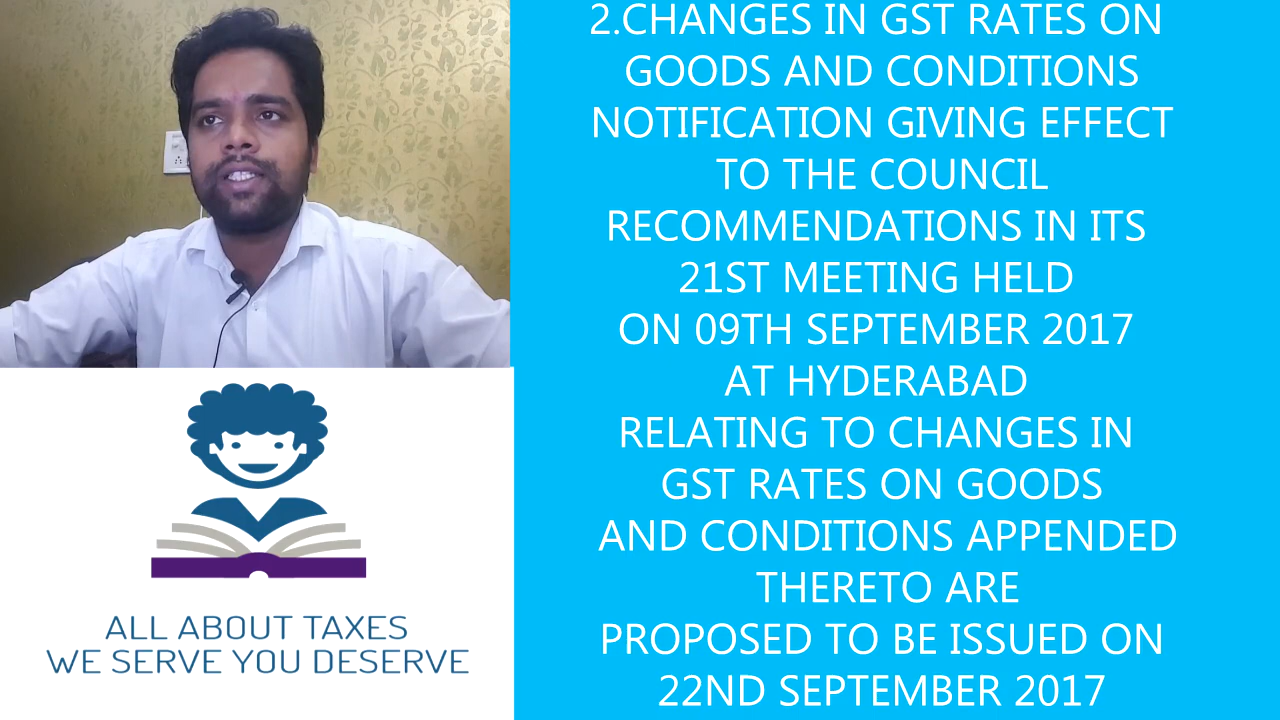 2.CHANGES IN GST RATES ON
GOODS AND CONDITIONS
NOTIFICATION GIVING EFFECT
TO THE COUNCIL
RECOMMENDATIONS IN ITS
21ST MEETING HELD
ON 09TH SEPTEMBER 2017
AT HYDERABAD
RELATING TO CHANGES IN
GST RATES ON GOODS
AND CONDITIONS APPENDED
THERETO ARE
PROPOSED TO BE ISSUED ON
22ND SEPTEMBER 2017
ALL ABOUT TAXES
WE SERVE YOU DESERVE